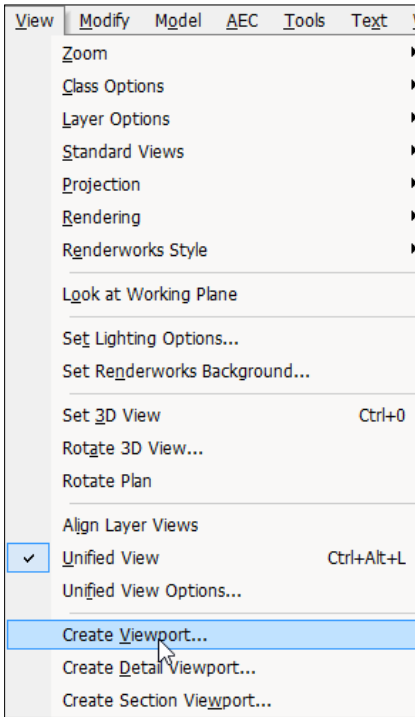 View Modify Model AEC Tools Text
Zoom
Class Options
Layer Options
Standard Views
Projection
Rendering
Renderworks Style
Look at Working Plane
Set Lighting Options...
Set Renderworks Background...
Set 3D View Ctrl+0
Rotate 3D View...
Rotate Plan
Align Layer Views
Unified View Ctrl+Alt+L
Unified View Options...
Create Viewport...
Create Detail Viewport...
Create Section Viewport...